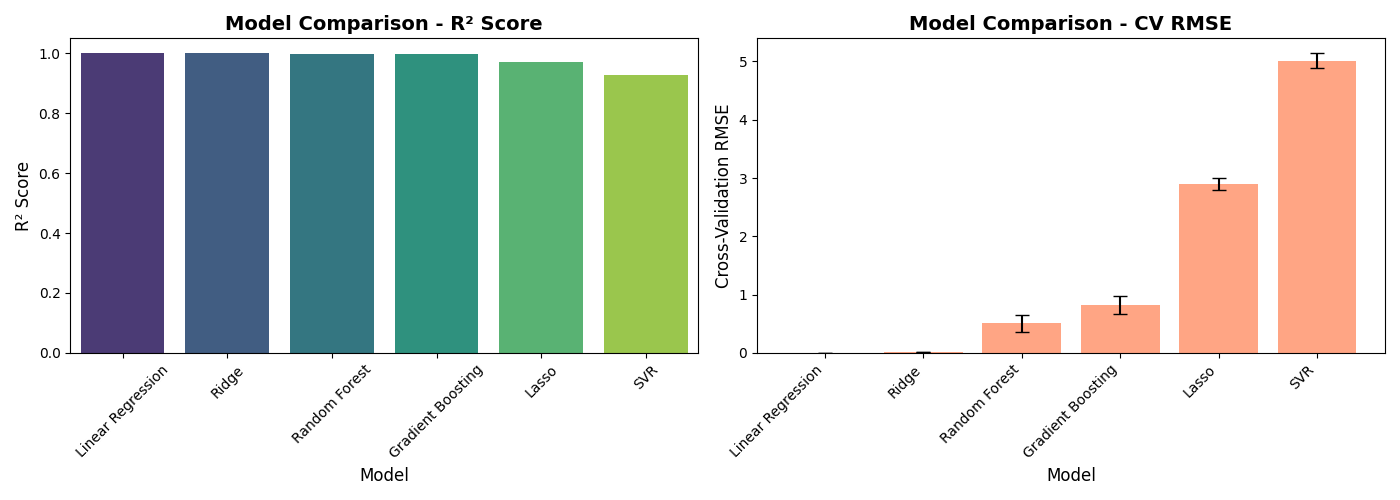 Model Comparison - R² Score
R² Score
1.0
0.8
0.6
0.4
0.2
0.0
Linear Regression
Ridge
Random Forest
Gradient Boosting
Lasso
SVR
Model
Model Comparison - CV RMSE
Cross-Validation RMSE
5
4
3
2
1
0
Linear Regression
Ridge
Random Forest
Gradient Boosting
Lasso
SVR
Model